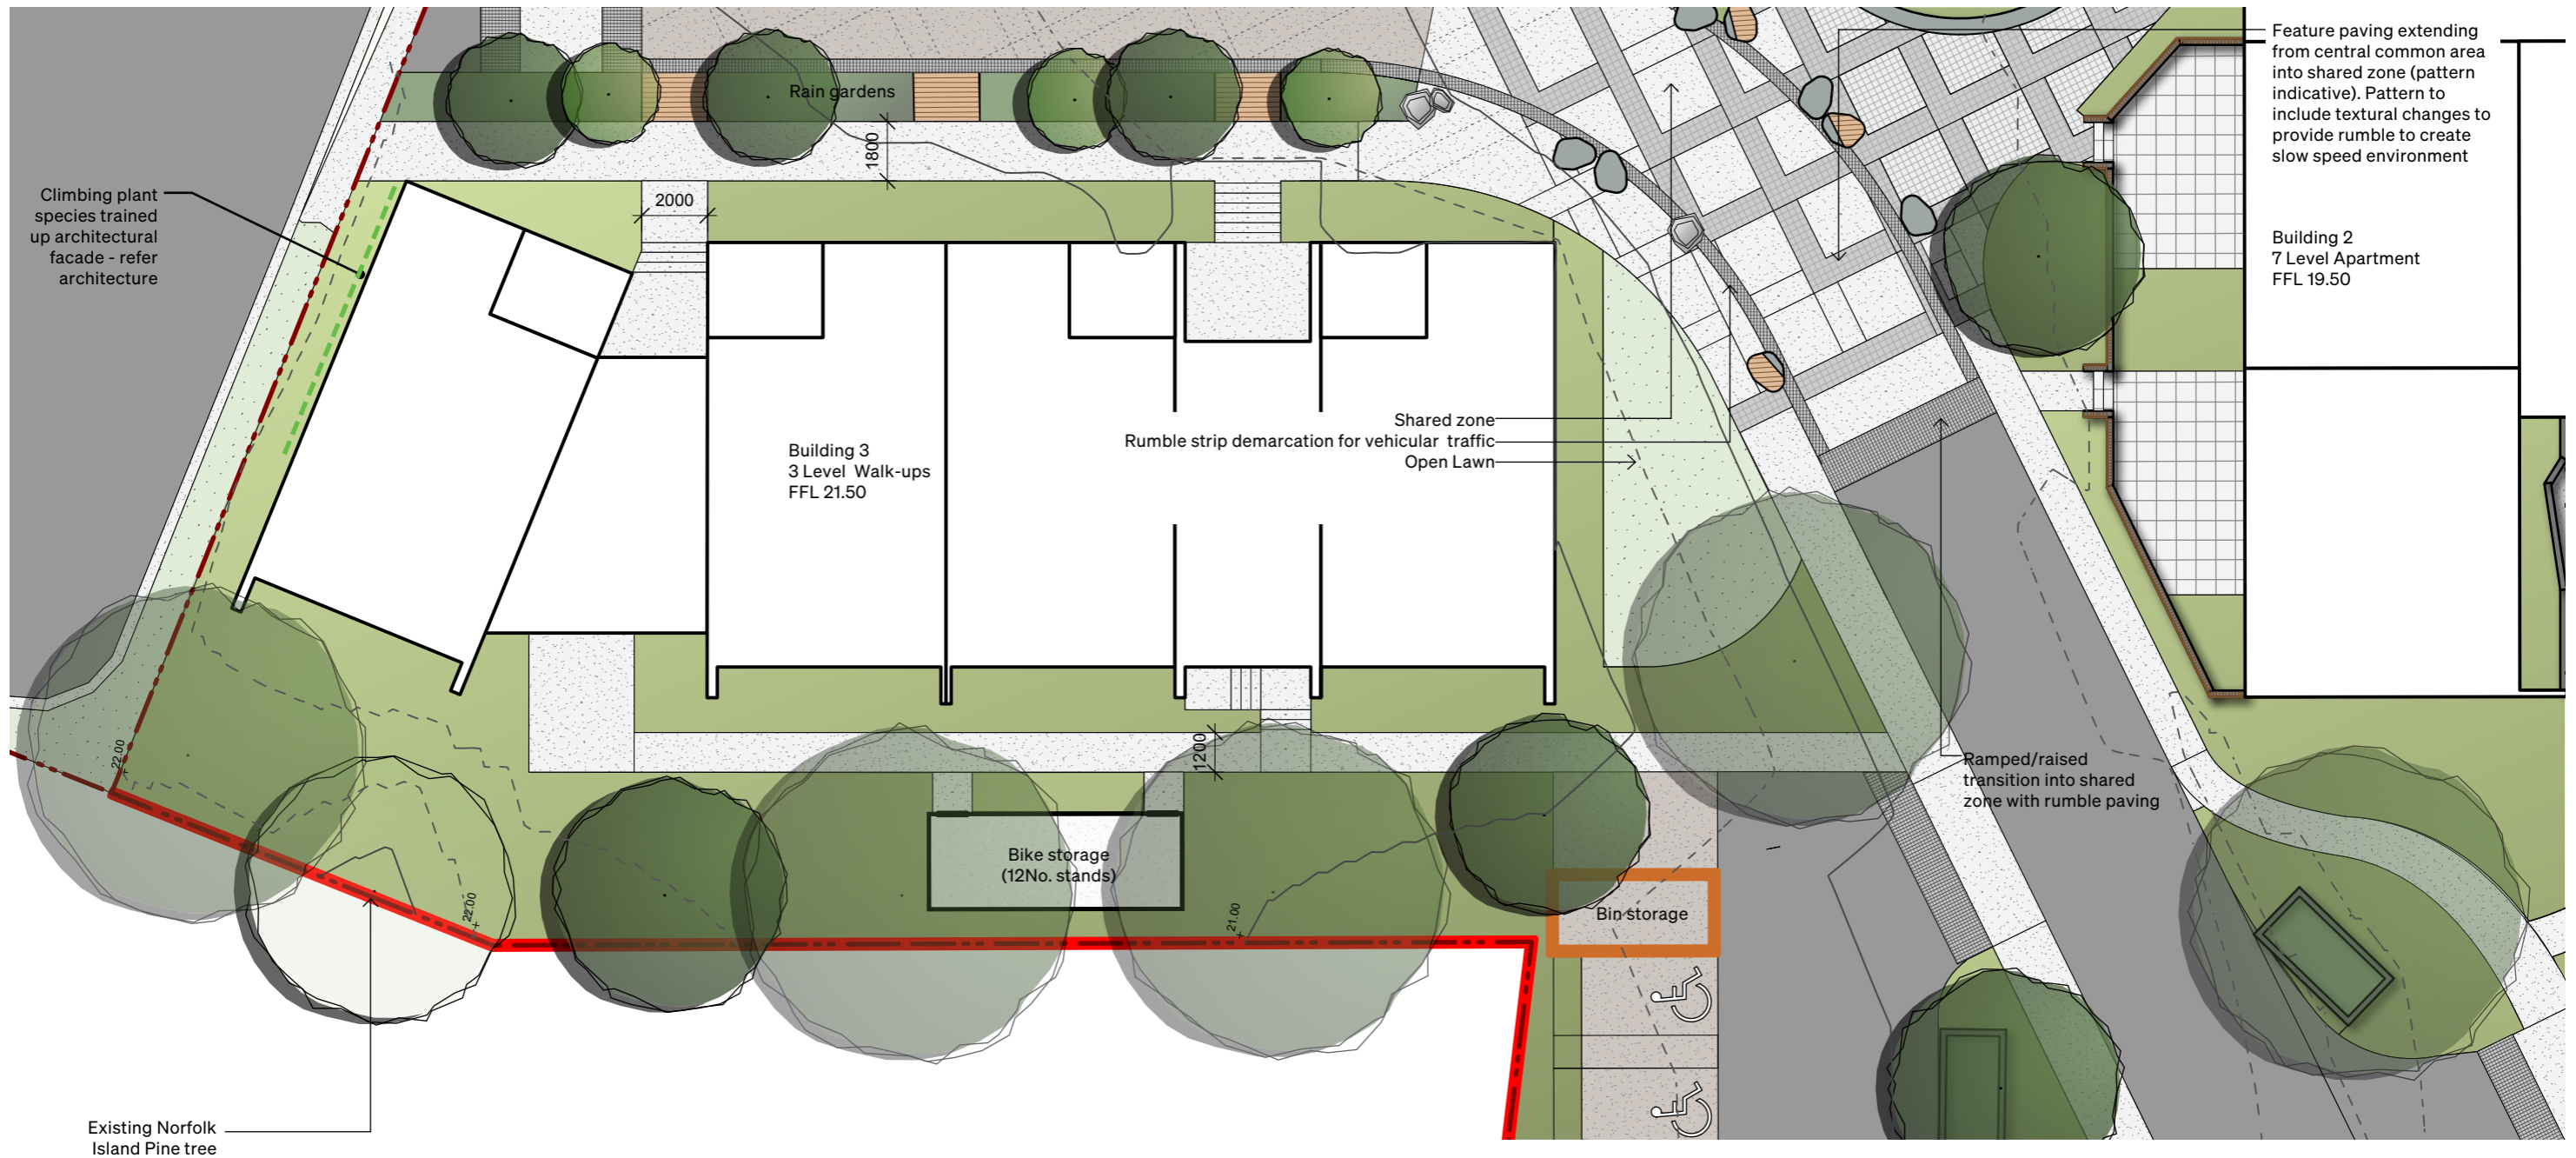 Feature paving extending
from central common area
into shared zone (pattern
indicative). Pattern to
include textural changes to
provide rumble to create
slow speed environment
Rain gardens
1800
Climbing plant
species trained
up architectural
facade - refer
architecture
2000
Building 2
7 Level Apartment
FFL 19.50
Shared zone
Rumble strip demarcation for vehicular traffic
Open Lawn
Building 3
3 Level Walk-ups
FFL 21.50
22.00
1200
Ramped/raised
transition into shared
zone with rumble paving
Bike storage
(12No. stands)
22.00
21.00
Bin storage
Existing Norfolk
Island Pine tree